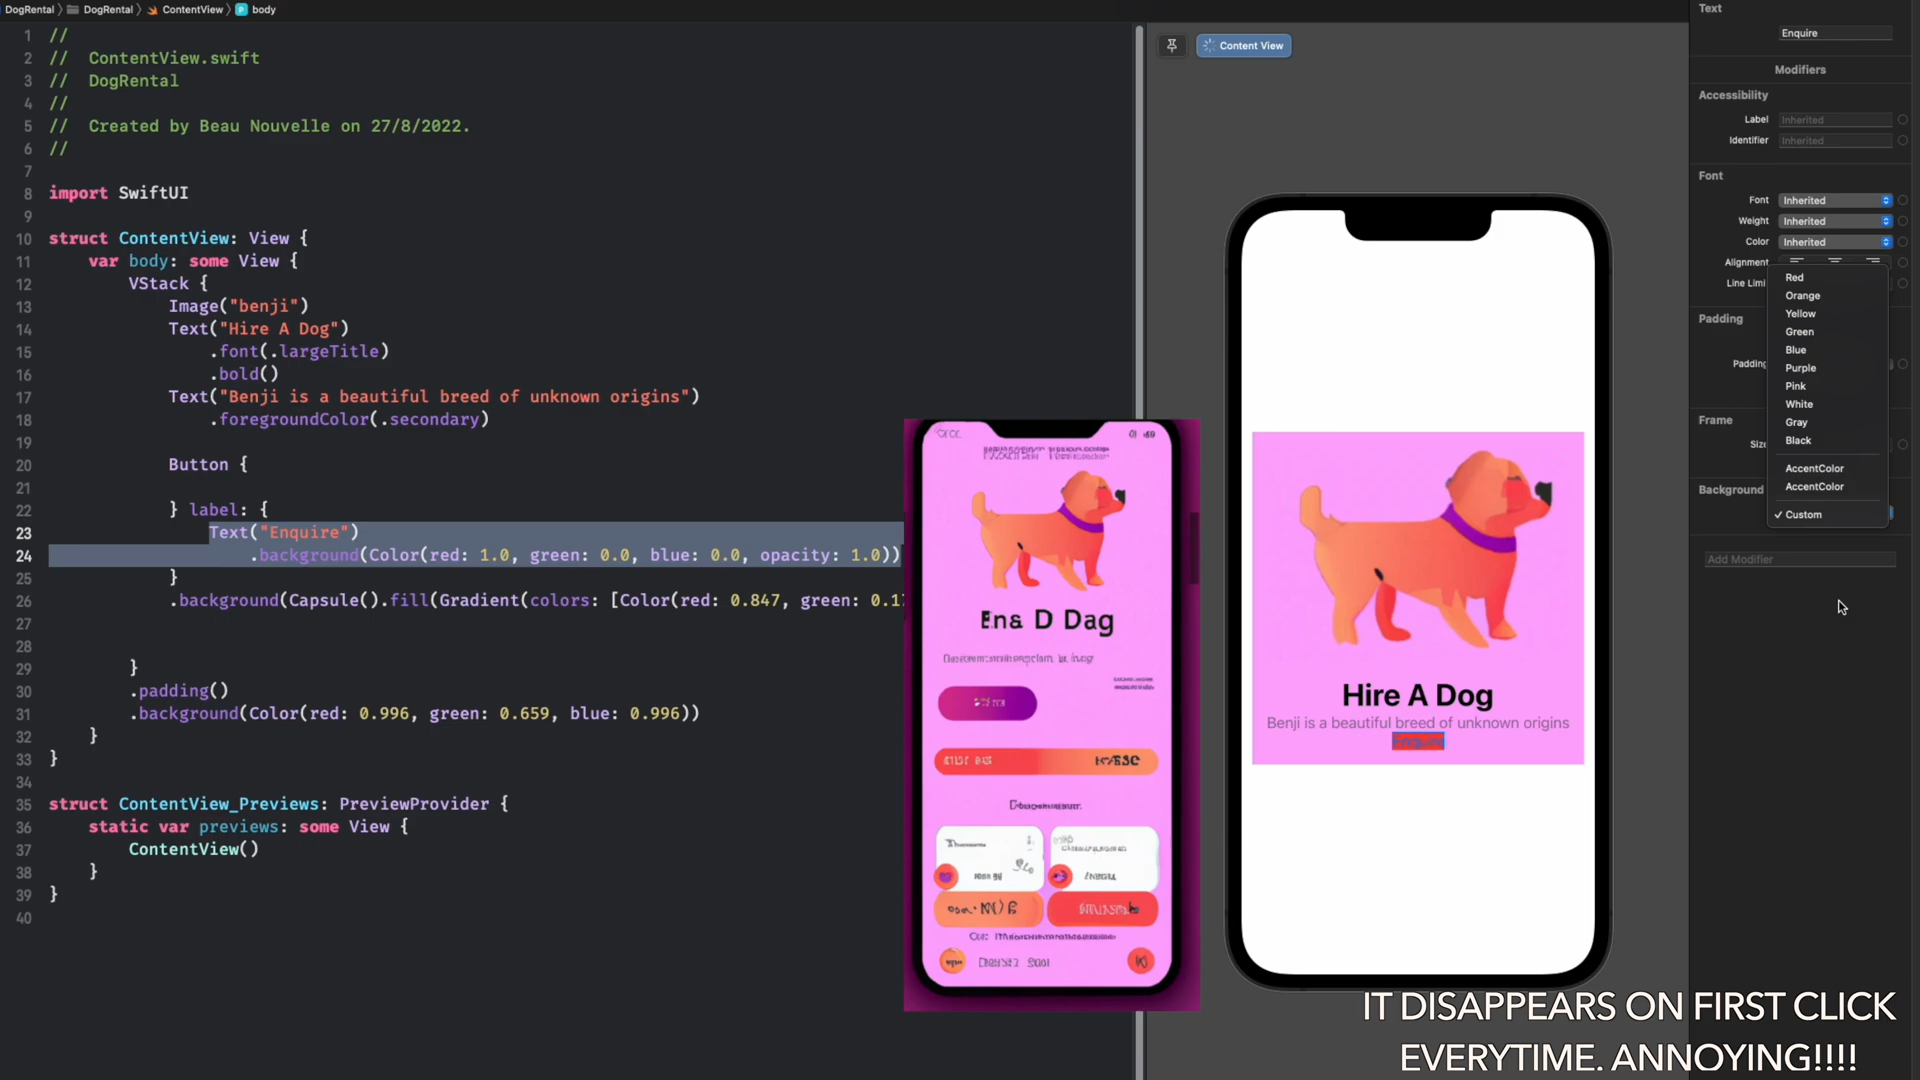 DogRental
DogRental
ContentView
body
1 //
2 // ContentView.swift
3 // DogRental
4 //
5 // Created by Beau Nouvelle on 27/8/2022.
6 //
7
8 import SwiftUI
9
10 struct ContentView: View {
11 var body: some View {
12 VStack {
13 Image("benji")
14 Text("Hire A Dog")
15 .font(.largeTitle)
16 .bold()
17 Text("Benji is a beautiful breed of unknown origins")
18 .foregroundColor(.secondary)
19
20 Button {
21
22 } label: {
23 Text("Enquire")
24 .background(Color(red: 1.0, green: 0.0, blue: 0.0, opacity: 1.0))
25 }
26 .background(Capsule().fill(Gradient(colors: [Color(red: 0.847, green: 0.1
27
28
29 }
30 .padding()
31 .background(Color(red: 0.996, green: 0.659, blue: 0.996))
32 }
33 }
34
35 struct ContentView_Previews: PreviewProvider {
36 static var previews: some View {
37 ContentView()
38 }
39 }
40
Ena D Dag
Content View
Hire A Dog
Benji is a beautiful breed of unknown origins
Text
Enquire
Modifiers
Accessibility
Label Inherited
Identifier Inherited
Font
Font Inherited
Weight Inherited
Color Inherited
Alignment
Line Limi
Padding
Padding
Frame
Size
Background
Red
Orange
Yellow
Green
Blue
Purple
Pink
White
Gray
Black
AccentColor
AccentColor
✓ Custom
Add Modifier
IT DISAPPEARS ON FIRST CLICK
EVERYTIME. ANNOYING!!!!